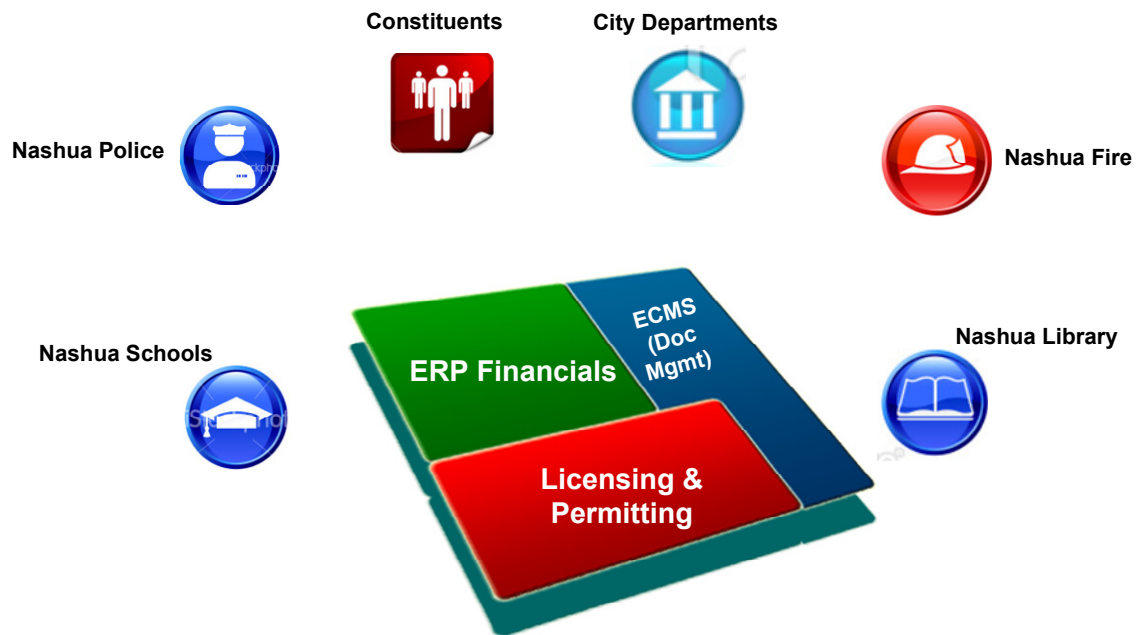 Constituents
City Departments
Nashua Police
Nashua Fire
Nashua Schools
Nashua Library
ERP Financials
ECMS
(Doc
Mgmt)
Licensing &
Permitting